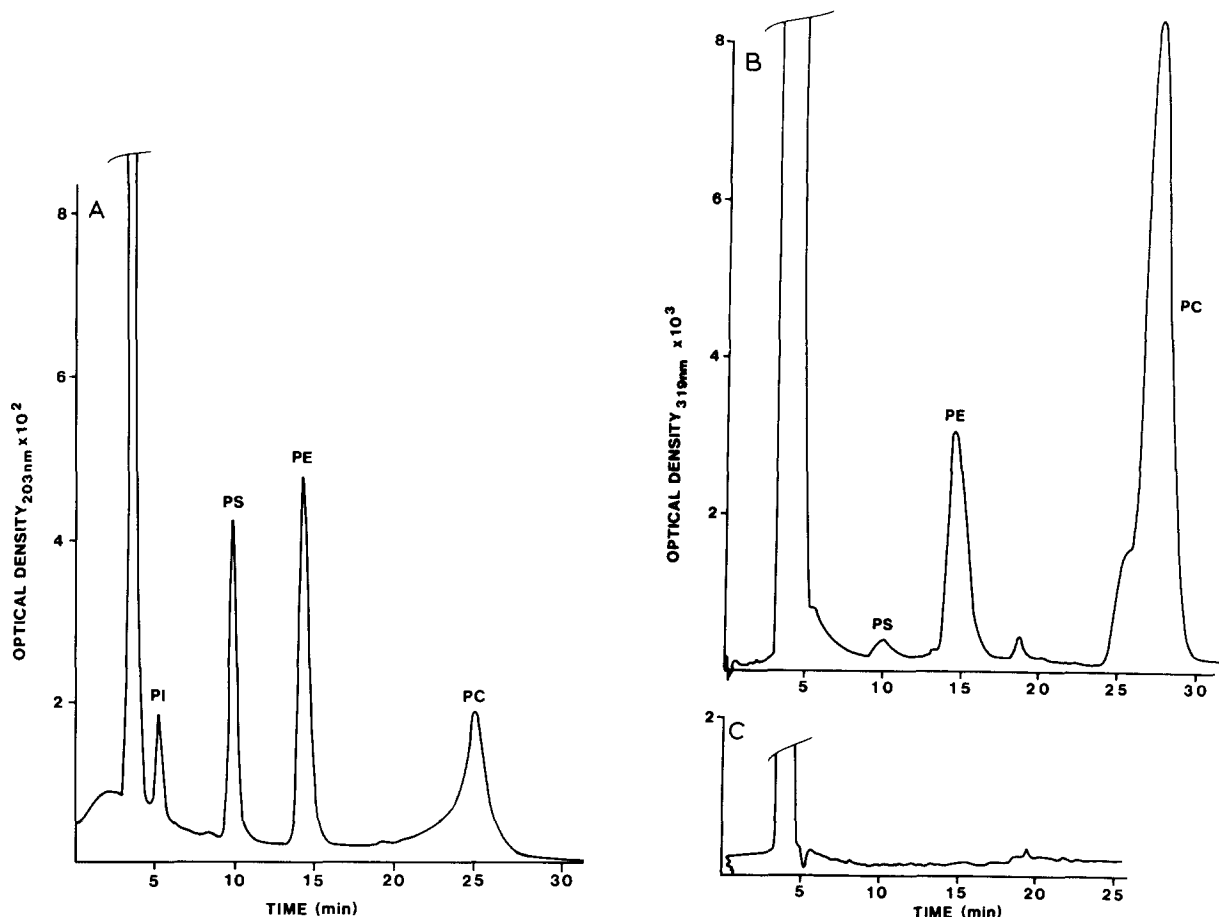 A
OPTICAL DENSITY203nm x 10²
8
6
4
2
PI
PS
PE
PC
5 10 15 20 25 30
TIME (min)
B
OPTICAL DENSITY319nm x 10³
8
6
4
2
PS
PE
PC
5 10 15 20 25 30
C
2
5 10 15 20 25
TIME (min)